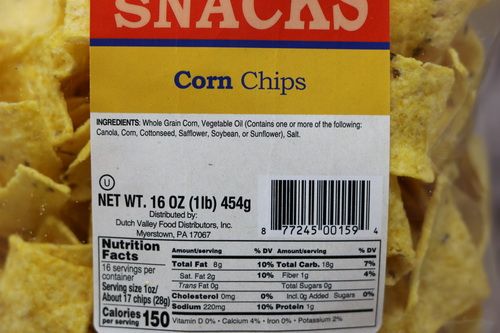 SNACKS
Corn Chips
INGREDIENTS: Whole Grain Corn, Vegetable Oil (Contains one or more of the following:
Canola, Corn, Cottonseed, Safflower, Soybean, or Sunflower), Salt.
U
NET WT. 16 OZ (1lb) 454g
Distributed by:
Dutch Valley Food Distributors, Inc.
Myerstown, PA 17067
8 77245 00159 4
Nutrition Facts
16 servings per container
Serving size 1oz/
About 17 chips (28g)
Calories per serving 150
Amount/serving % DV Amount/serving % DV
Total Fat 8g 10% Total Carb. 18g 7%
Sat. Fat 2g 10% Fiber 1g 4%
Trans Fat 0g Total Sugars 0g
Cholesterol 0mg 0% Incl. 0g Added Sugars 0%
Sodium 220mg 10% Protein 1g
Vitamin D 0% • Calcium 4% • Iron 0% • Potassium 2%